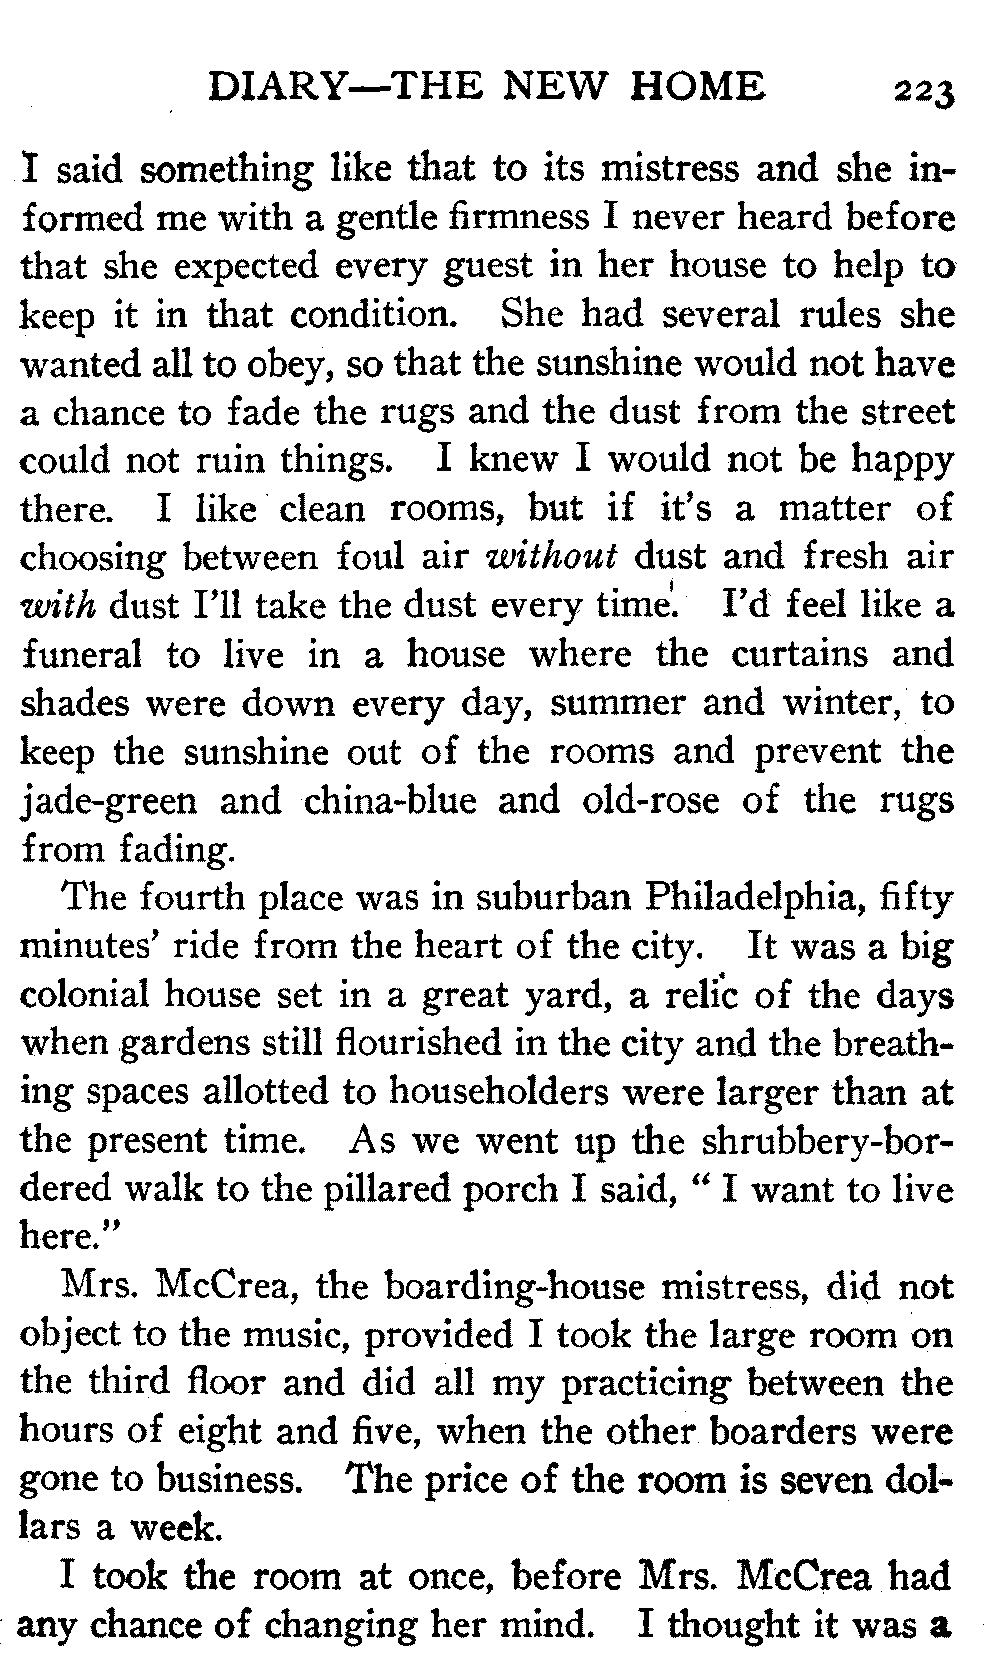 DIARY—THE NEW HOME 223
I said something like that to its mistress and she in-
formed me with a gentle firmness I never heard before
that she expected every guest in her house to help to
keep it in that condition. She had several rules she
wanted all to obey, so that the sunshine would not have
a chance to fade the rugs and the dust from the street
could not ruin things. I knew I would not be happy
there. I like clean rooms, but if it's a matter of
choosing between foul air without dust and fresh air
with dust I'll take the dust every time. I'd feel like a
funeral to live in a house where the curtains and
shades were down every day, summer and winter, to
keep the sunshine out of the rooms and prevent the
jade-green and china-blue and old-rose of the rugs
from fading.
The fourth place was in suburban Philadelphia, fifty
minutes' ride from the heart of the city. It was a big
colonial house set in a great yard, a relic of the days
when gardens still flourished in the city and the breath-
ing spaces allotted to householders were larger than at
the present time. As we went up the shrubbery-bor-
dered walk to the pillared porch I said, " I want to live
here."
Mrs. McCrea, the boarding-house mistress, did not
object to the music, provided I took the large room on
the third floor and did all my practicing between the
hours of eight and five, when the other boarders were
gone to business. The price of the room is seven dol-
lars a week.
I took the room at once, before Mrs. McCrea had
any chance of changing her mind. I thought it was a